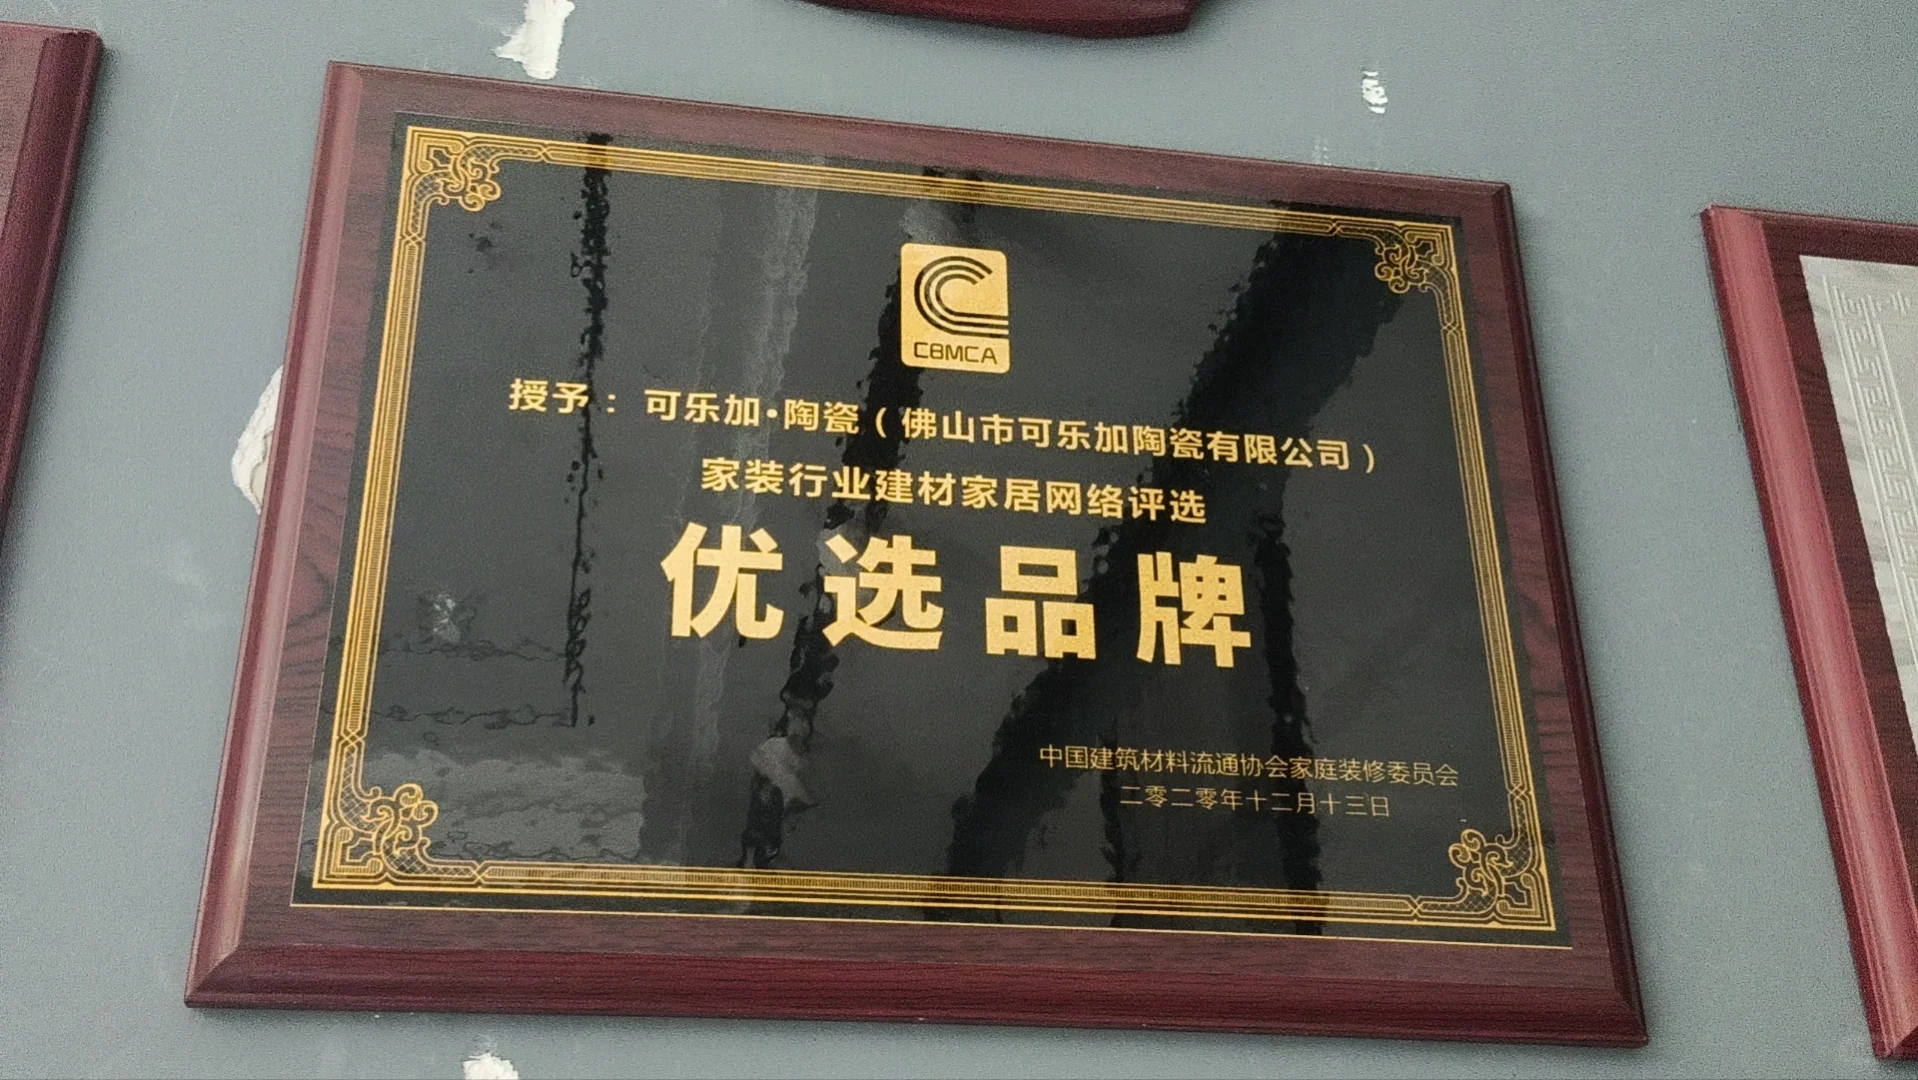 CBMCA
授予： 可乐加·陶瓷（佛山市可乐加陶瓷有限公司）
家装行业建材家居网络评选
优选品牌
中国建筑材料流通协会家庭装修委员会
二零二零年十二月十三日